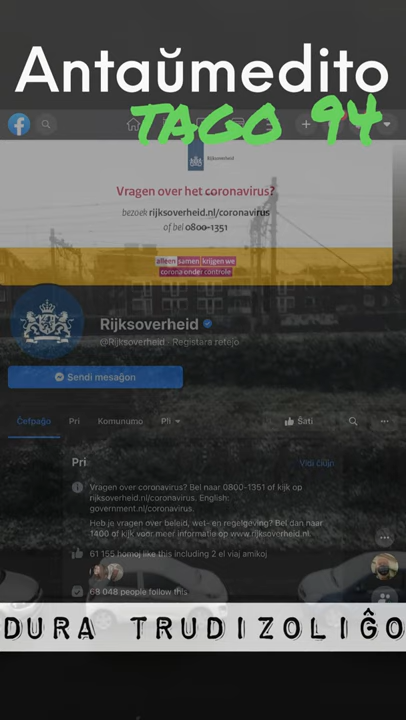 Antaŭmedito
TAGO 94
Rijksoverheid
Vragen over het coronavirus?
bezoek rijksoverheid.nl/coronavirus
of bel 0800-1351
alleen samen krijgen we
corona onder controle
Rijksoverheid
@Rijksoverheid · Registara retejo
Sendi mesaĝon
Ĉefpaĝo Pri Komunumo Pli Ŝati
Pri Vidi ĉiujn
Vragen over coronavirus? Bel naar 0800-1351 of kijk op
rijksoverheid.nl/coronavirus. English:
government.nl/coronavirus.
Heb je vragen over beleid, wet- en regelgeving? Bel dan naar
1400 of kijk voor meer informatie op www.rijksoverheid.nl.
61 155 homoj like this including 2 el viaj amikoj
68 048 people follow this
DURA TRUDIZOLIĜO